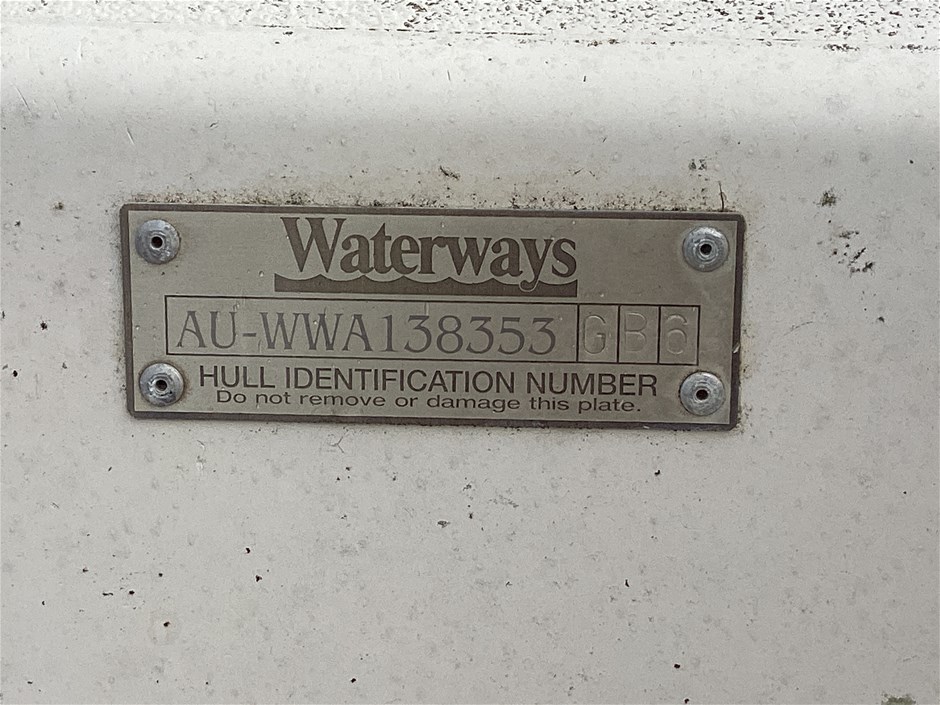 Waterways
AU-WWA138353 GB6
HULL IDENTIFICATION NUMBER
Do not remove or damage this plate.